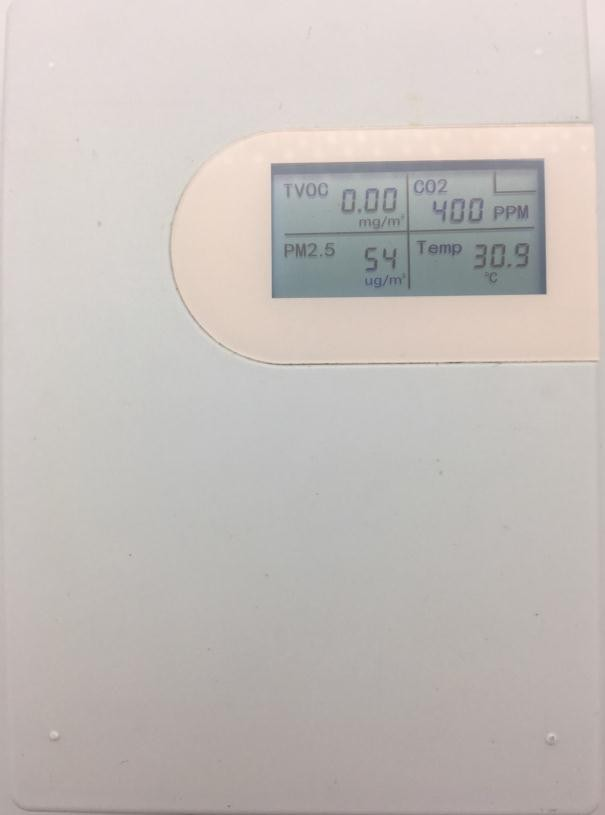 TVOC 0.00 mg/m³
CO2 400 PPM
PM2.5 54 ug/m³
Temp 30.9 ℃